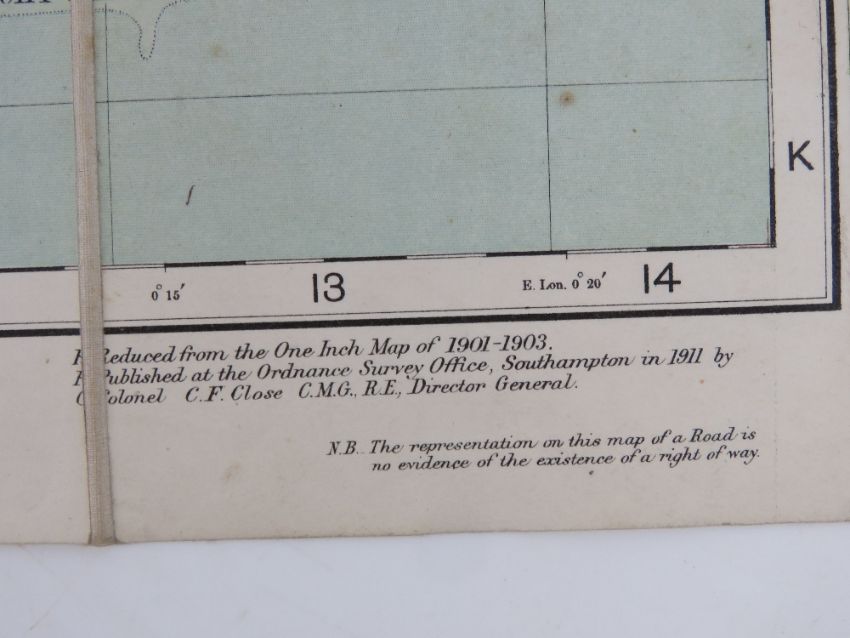 K
0° 15′ 13 E. Lon. 0° 20′ 14
Reduced from the One Inch Map of 1901-1903.
Published at the Ordnance Survey Office, Southampton in 1911 by
Colonel C.F. Close C.M.G., R.E., Director General.
N.B. The representation on this map of a Road is
no evidence of the existence of a right of way.